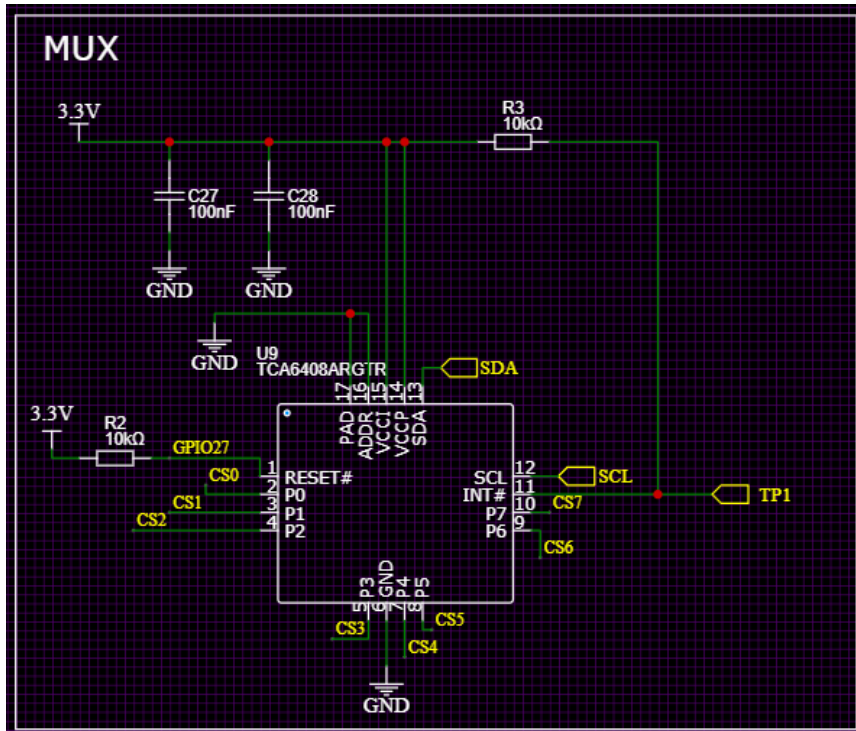 MUX
3.3V
R3
10kΩ
C27
100nF
C28
100nF
GND
GND
GND
U9
TCA6408ARGTR
SDA
17
16
15
14
13
PAD
ADDR
VCCI
VCCP
SDA
3.3V
R2
10kΩ
GPIO27
1
RESET#
CS0
2
P0
CS1
3
P1
CS2
4
P2
SCL
12
SCL
INT#
11
TP1
P7
10
CS7
P6
9
CS6
P3
GND
P4
P5
5
6
7
8
CS3
CS5
CS4
GND